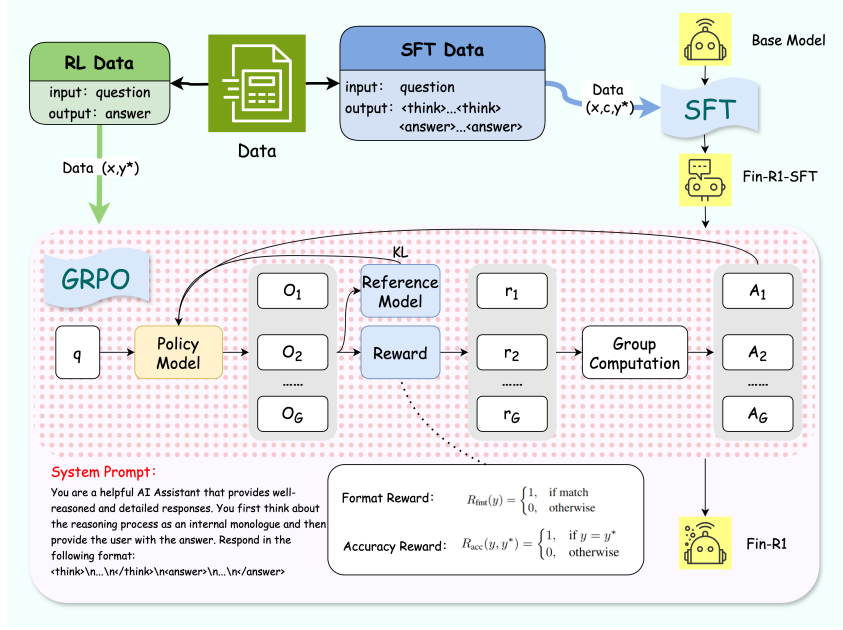 RL Data
input: question
output: answer
Data
SFT Data
input: question
output: <think>...<think>
<answer>...<answer>
Data
(x,c,y*)
Base Model
SFT
Fin-R1-SFT
Data (x,y*)
GRPO
KL
q
Policy
Model
O1
O2
......
OG
Reference
Model
Reward
r1
r2
......
rG
Group
Computation
A1
A2
......
AG
System Prompt:
You are a helpful AI Assistant that provides well-
reasoned and detailed responses. You first think about
the reasoning process as an internal monologue and then
provide the user with the answer. Respond in the
following format:
<think>\n...\n</think>\n<answer>\n...\n</answer>
Format Reward: Rfmt(y) = {1, if match
0, otherwise
Accuracy Reward: Racc(y, y*) = {1, if y = y*
0, otherwise
Fin-R1